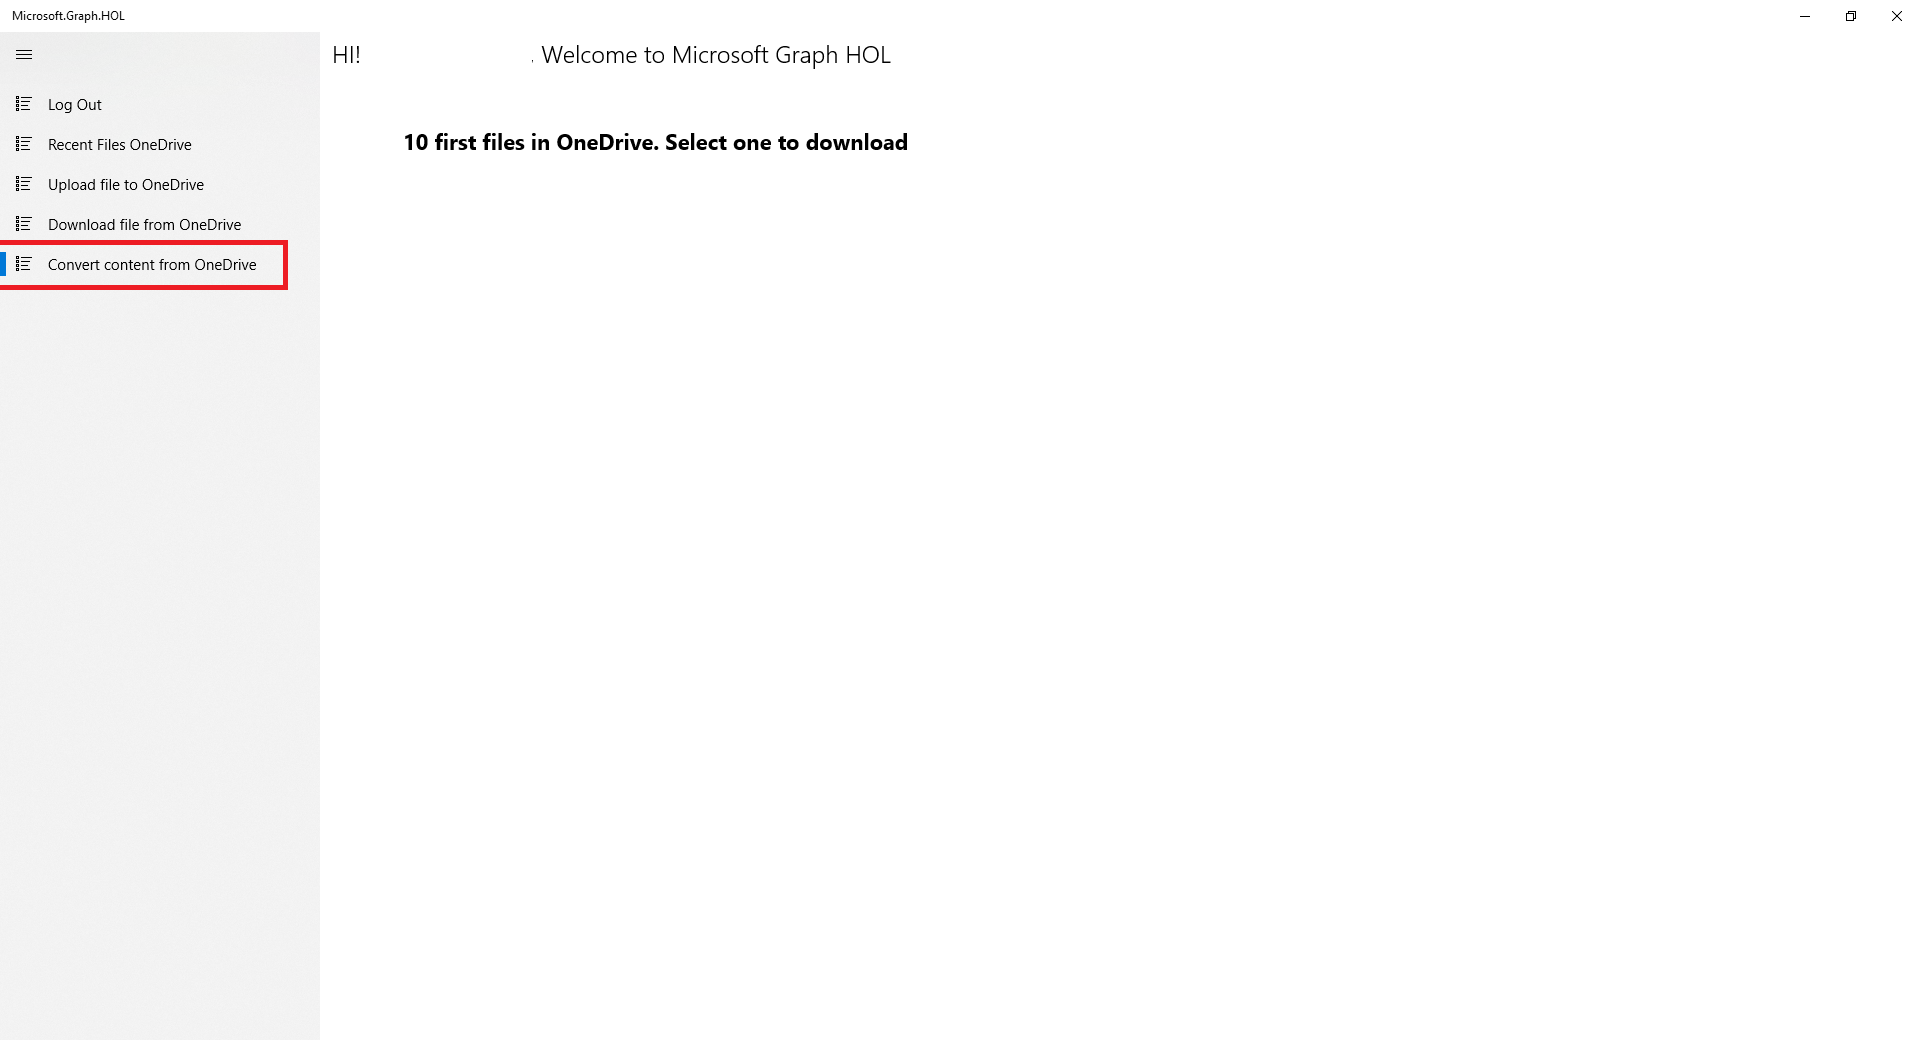 Microsoft.Graph.HOL
HI! , Welcome to Microsoft Graph HOL
Log Out
Recent Files OneDrive
Upload file to OneDrive
Download file from OneDrive
Convert content from OneDrive
10 first files in OneDrive. Select one to download